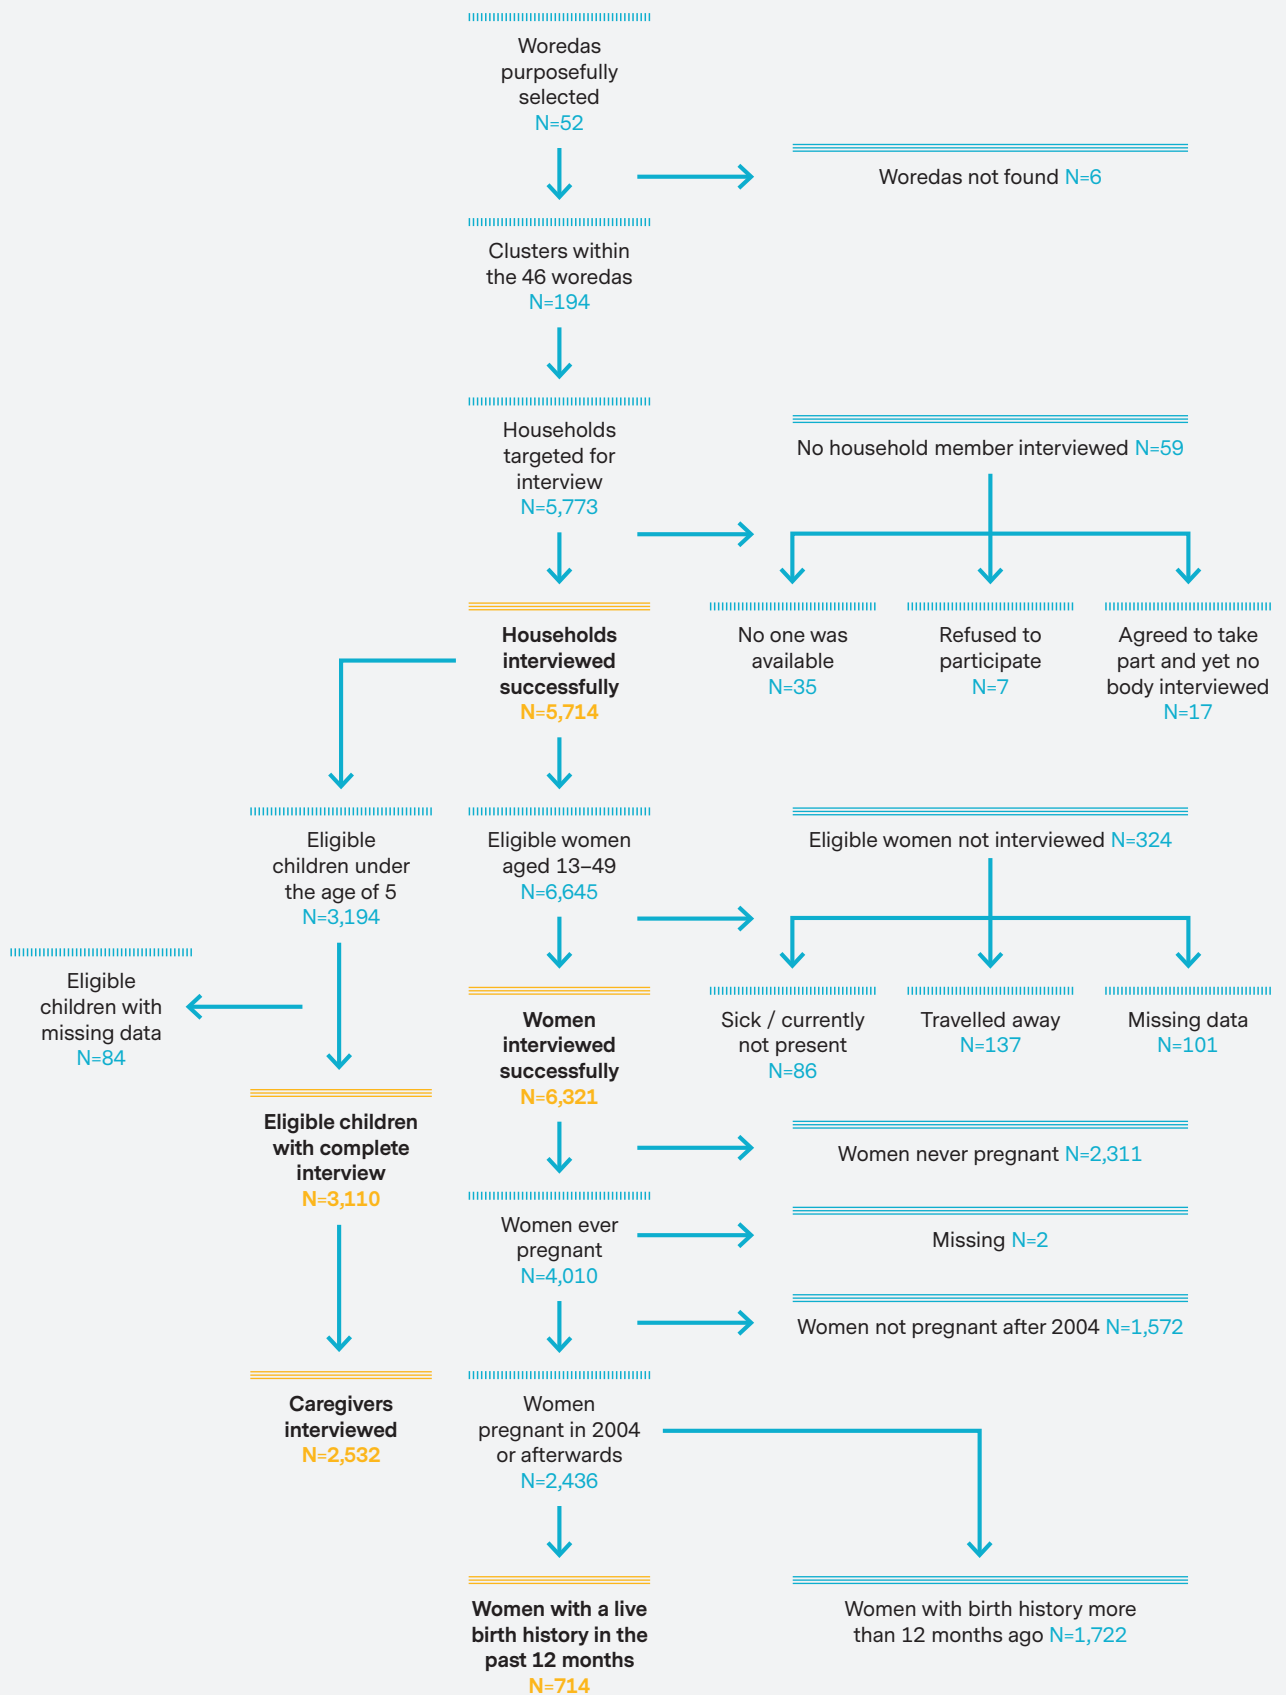 Woredas
purposefully
selected
N=52
Woredas not found N=6
Clusters within
the 46 woredas
N=194
Households
targeted for
interview
N=5,773
No household member interviewed N=59
No one was
available
N=35
Refused to
participate
N=7
Agreed to take
part and yet no
body interviewed
N=17
Households
interviewed
successfully
N=5,714
Eligible
children under
the age of 5
N=3,194
Eligible women
aged 13–49
N=6,645
Eligible women not interviewed N=324
Eligible
children with
missing data
N=84
Women
interviewed
successfully
N=6,321
Sick / currently
not present
N=86
Travelled away
N=137
Missing data
N=101
Eligible children
with complete
interview
N=3,110
Women never pregnant N=2,311
Women ever
pregnant
N=4,010
Missing N=2
Women not pregnant after 2004 N=1,572
Caregivers
interviewed
N=2,532
Women
pregnant in 2004
or afterwards
N=2,436
Women with a live
birth history in the
past 12 months
N=714
Women with birth history more
than 12 months ago N=1,722